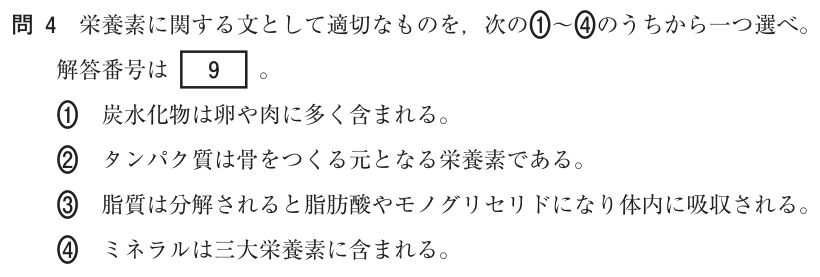 問 4 栄養素に関する文として適切なものを，次の①～④のうちから一つ選べ。
解答番号は 9 。
① 炭水化物は卵や肉に多く含まれる。
② タンパク質は骨をつくる元となる栄養素である。
③ 脂質は分解されると脂肪酸やモノグリセリドになり体内に吸収される。
④ ミネラルは三大栄養素に含まれる。